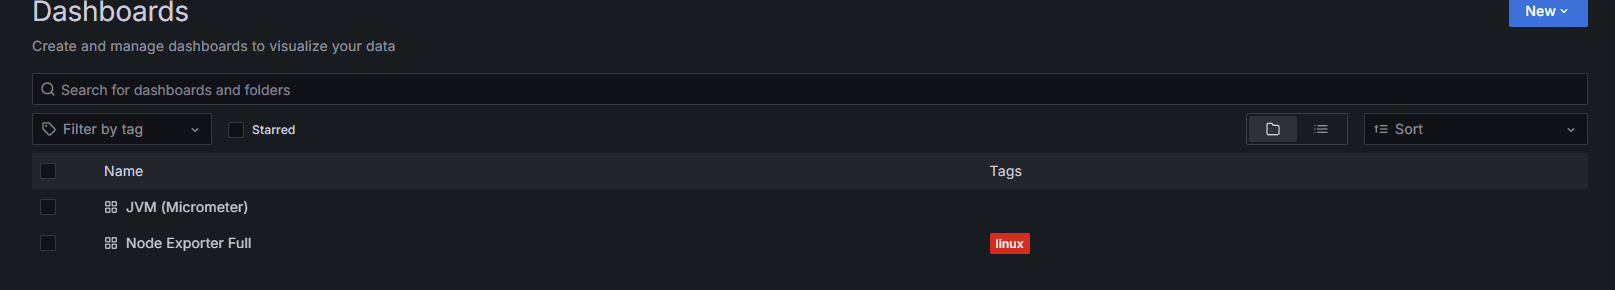 Dashboards
New
Create and manage dashboards to visualize your data
Search for dashboards and folders
Filter by tag
Starred
Sort
Name
Tags
JVM (Micrometer)
Node Exporter Full
linux